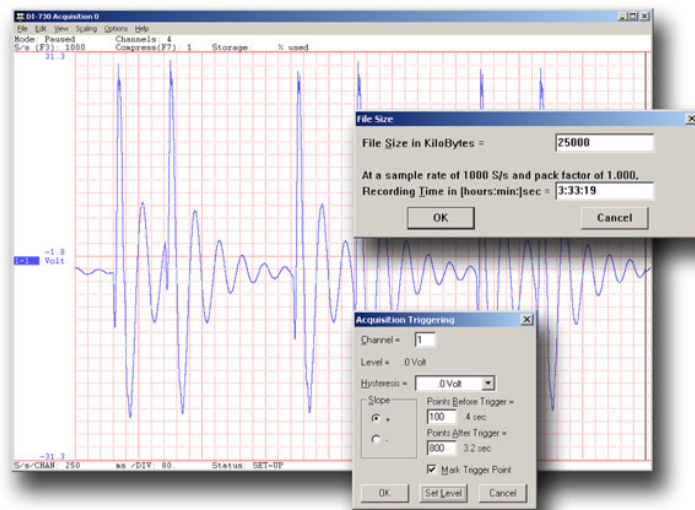 DI-730 Acquisition 0
File Edit View Scaling Options Help
Mode: Paused Channels: 4
S/s (F3): 1000 Compress(F7): 1 Storage: % used
31.3
-1.8
1=1 Volt
-31.3
S/s/CHAN: 250 ms /DIV: 80 Status: SET-UP
File Size
File Size in KiloBytes = 25000
At a sample rate of 1000 S/s and pack factor of 1.000,
Recording Time in [hours:min:]sec = 3:33:19
OK Cancel
Acquisition Triggering
Channel = 1
Level = .0 Volt
Hysteresis = .0 Volt
Slope
+
-
Points Before Trigger =
100 .4 sec
Points After Trigger =
800 3.2 sec
Mark Trigger Point
OK Set Level Cancel